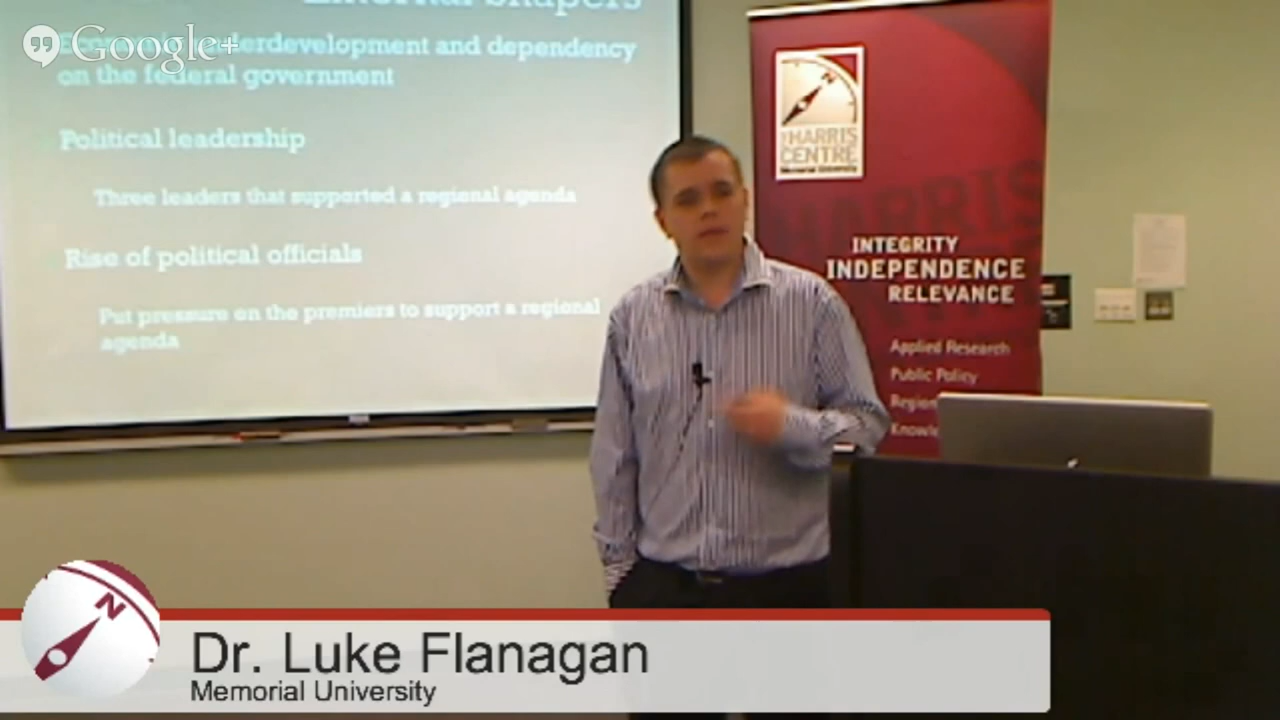 Google+
underdevelopment and dependency
on the federal government
Political leadership
Three leaders that supported a regional agenda
Rise of political officials
Put pressure on the premiers to support a regional
agenda
THE HARRIS
CENTRE
Memorial University
HARRIS
INTEGRITY
INDEPENDENCE
RELEVANCE
Applied Research
Public Policy
N
Dr. Luke Flanagan
Memorial University